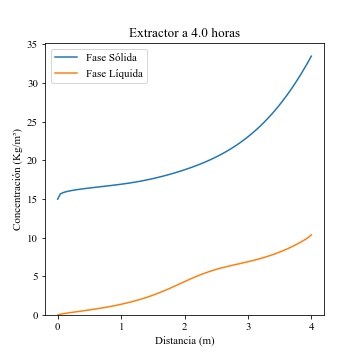 Extractor a 4.0 horas
Fase Sólida
Fase Líquida
Concentración (Kg/m³)
35
30
25
20
15
10
5
0
0
1
2
3
4
Distancia (m)